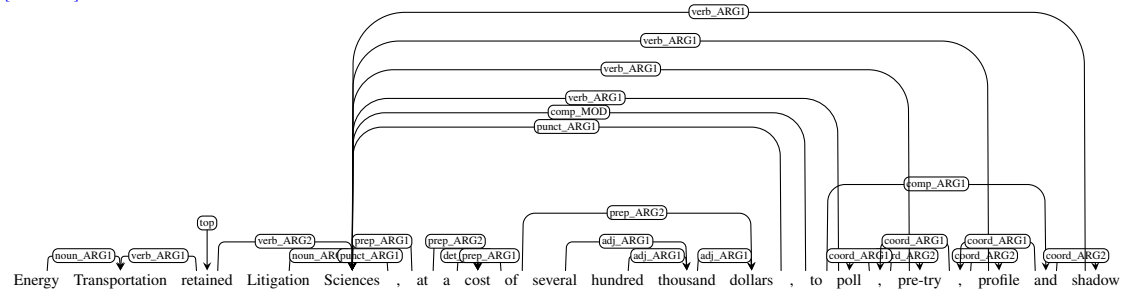 verb_ARG1
verb_ARG1
verb_ARG1
verb_ARG1
comp_MOD
punct_ARG1
comp_ARG1
prep_ARG2
top
verb_ARG2 prep_ARG1 prep_ARG2 adj_ARG1 coord_ARG1 coord_ARG1
noun_ARG1 verb_ARG1 punct_ARG1 det prep_ARG1 adj_ARG1 adj_ARG1 coord_ARG1 coord_ARG2 coord_ARG2
Energy Transportation retained Litigation Sciences , at a cost of several hundred thousand dollars , to poll , pre-try , profile and shadow